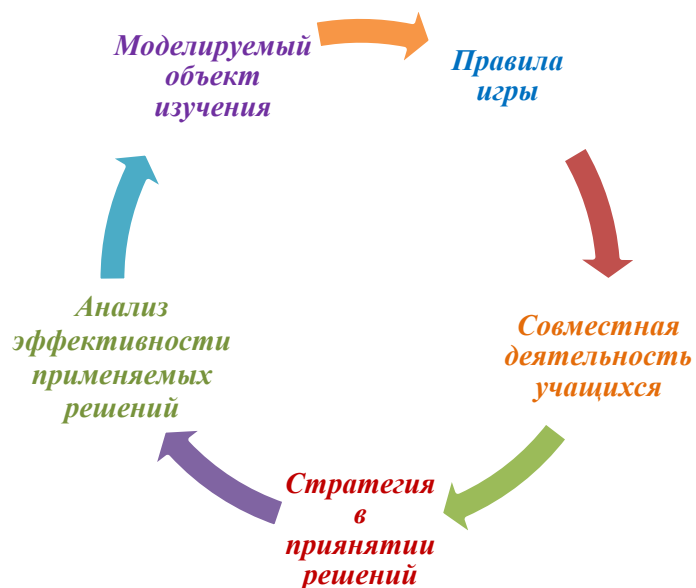 Моделируемый
объект
изучения
Правила
игры
Совместная
деятельность
учащихся
Стратегия
в
приянятии
решений
Анализ
эффективности
применяемых
решений